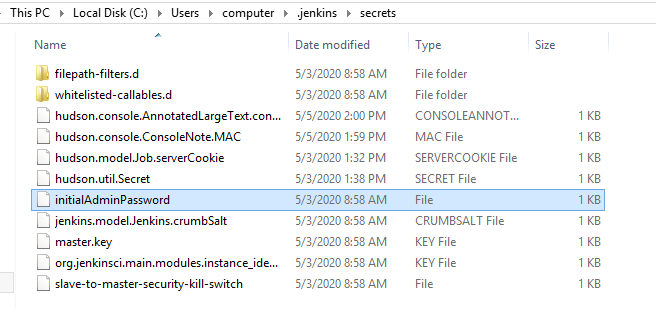 This PC › Local Disk (C:) › Users › computer › .jenkins › secrets
Name Date modified Type Size
filepath-filters.d 5/3/2020 8:58 AM File folder
whitelisted-callables.d 5/3/2020 8:58 AM File folder
hudson.console.AnnotatedLargeText.con... 5/5/2020 2:00 PM CONSOLEANNOT... 1 KB
hudson.console.ConsoleNote.MAC 5/5/2020 1:59 PM MAC File 1 KB
hudson.model.Job.serverCookie 5/3/2020 1:32 PM SERVERCOOKIE File 1 KB
hudson.util.Secret 5/3/2020 1:38 PM SECRET File 1 KB
initialAdminPassword 5/3/2020 8:58 AM File 1 KB
jenkins.model.Jenkins.crumbSalt 5/3/2020 8:58 AM CRUMBSALT File 1 KB
master.key 5/3/2020 8:58 AM KEY File 1 KB
org.jenkinsci.main.modules.instance_ide... 5/3/2020 8:58 AM KEY File 1 KB
slave-to-master-security-kill-switch 5/3/2020 8:58 AM File 1 KB